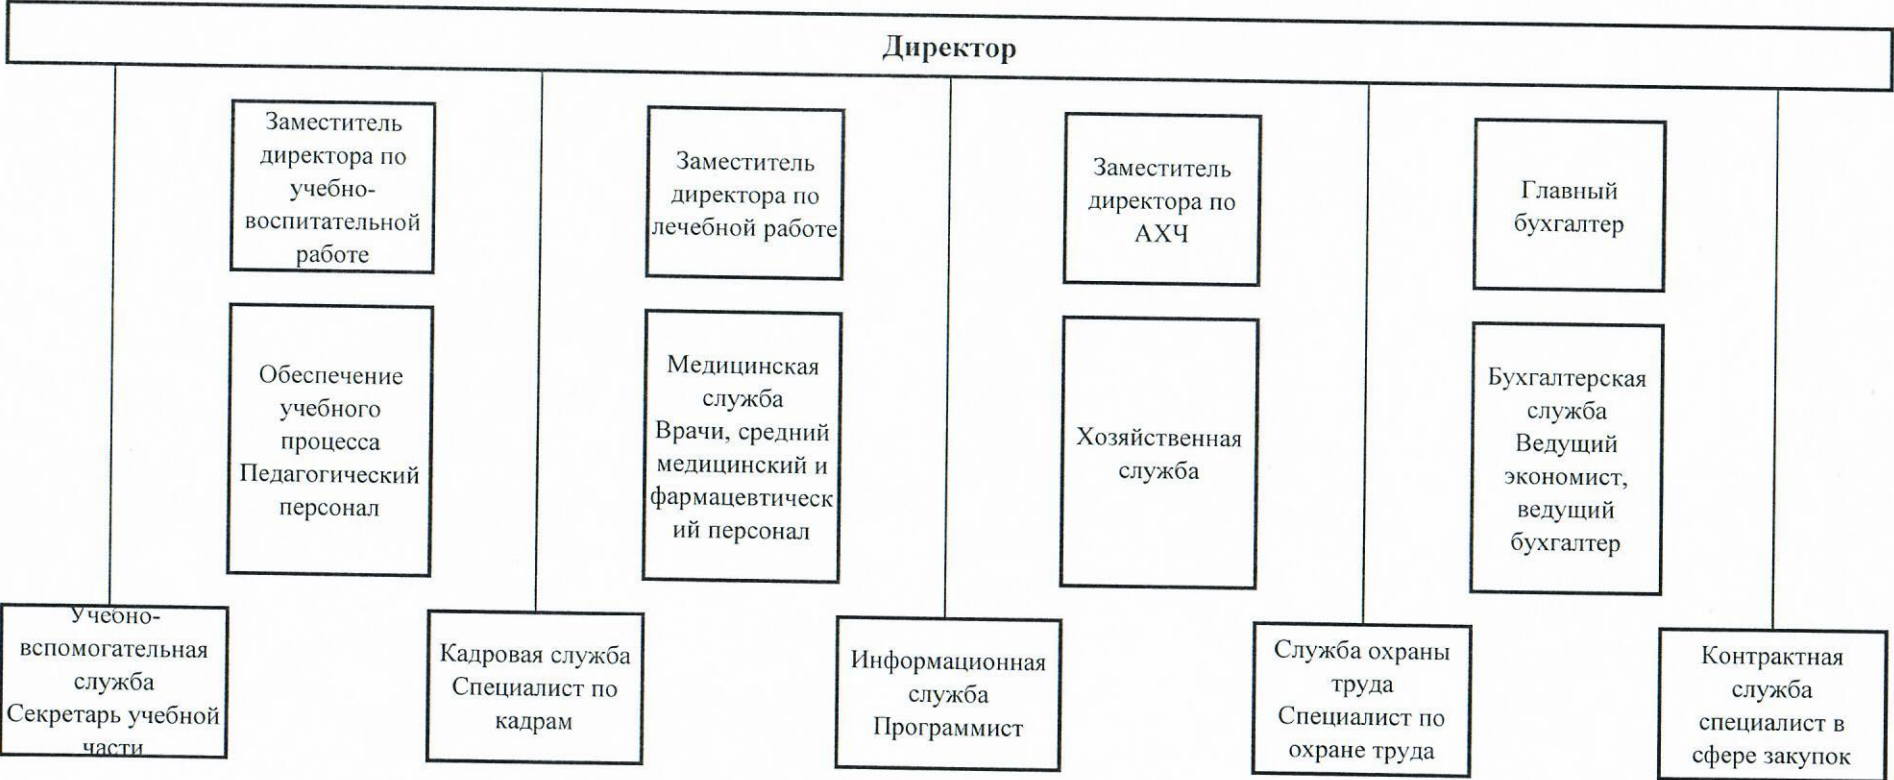 Директор
Заместитель
директора по
учебно-
воспитательной
работе
Заместитель
директора по
лечебной работе
Заместитель
директора по
АХЧ
Главный
бухгалтер
Обеспечение
учебного
процесса
Педагогический
персонал
Медицинская
служба
Врачи, средний
медицинский и
фармацевтическ
ий персонал
Хозяйственная
служба
Бухгалтерская
служба
Ведущий
экономист,
ведущий
бухгалтер
Учебно-
вспомогательная
служба
Секретарь учебной
части
Кадровая служба
Специалист по
кадрам
Информационная
служба
Программист
Служба охраны
труда
Специалист по
охране труда
Контрактная
служба
специалист в
сфере закупок